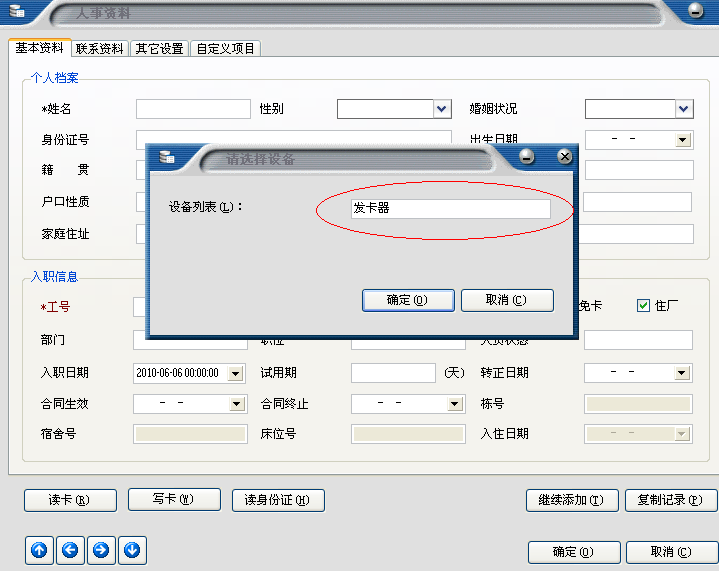 人事资料
基本资料 联系资料 其它设置 自定义项目
个人档案
*姓名 性别 婚姻状况
身份证号 出生日期 - -
籍 贯
请选择设备
户口性质
设备列表(L)： 发卡器
家庭住址
入职信息
确定(O) 取消(C)
*工号 免卡 住厂
部门 职位 人员状态
入职日期 2010-06-06 00:00:00 试用期 (天) 转正日期 - -
合同生效 - - 合同终止 - - 栋号
宿舍号 床位号 入住日期 - -
读卡(R) 写卡(W) 读身份证(H) 继续添加(T) 复制记录(P)
确定(O) 取消(C)